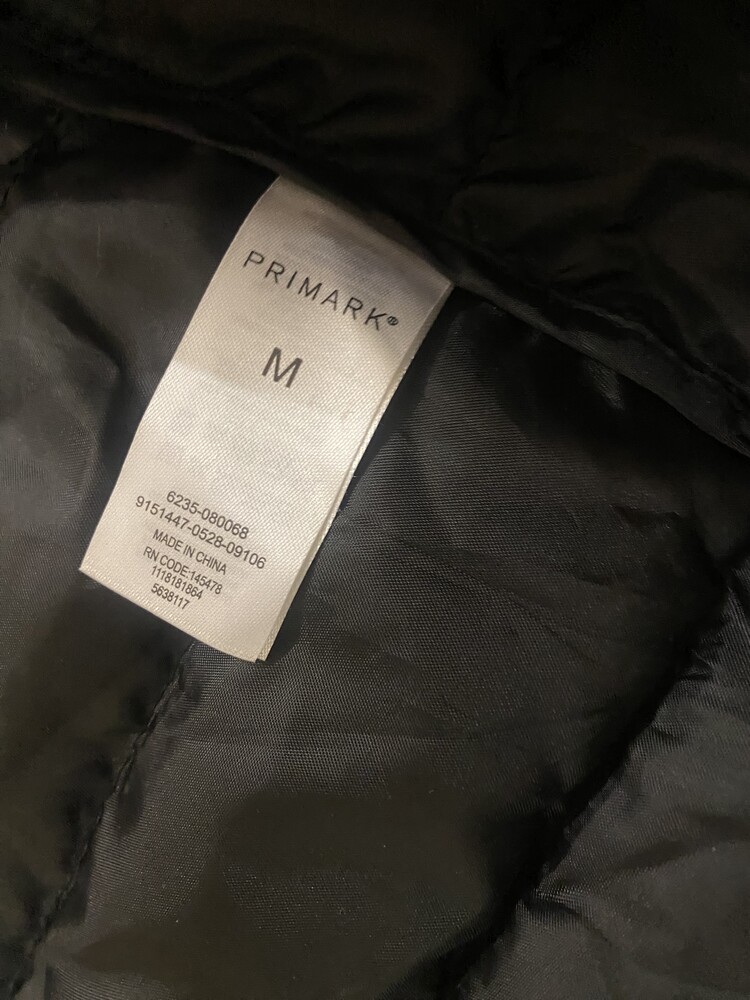 PRIMARK®
M
6235-080068
9151447-0528-09106
MADE IN CHINA
RN CODE:145478
1118181864
5638117